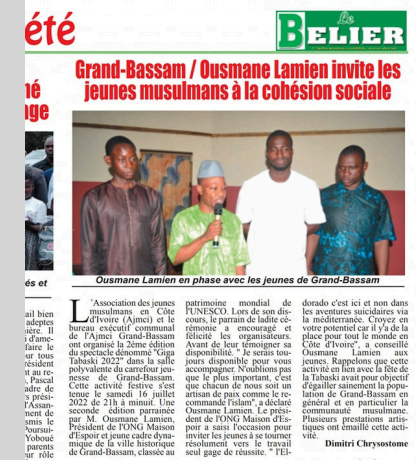 été
Le
BELIER
Grand-Bassam / Ousmane Lamien invite les
jeunes musulmans à la cohésion sociale
Ousmane Lamien en phase avec les jeunes de Grand-Bassam
L'Association des jeunes
musulmans en Côte
d'Ivoire (Ajmci) et le
bureau exécutif communal
de l'Ajmci Grand-Bassam
ont organisé la 2ème édition
du spectacle dénommé "Giga
Tabaski 2022" dans la salle
polyvalente du carrefour jeu-
nesse de Grand-Bassam.
Cette activité festive s'est
tenue le samedi 16 juillet
2022 de 21h à minuit. Une
seconde édition parrainée
par M. Ousmane Lamien,
Président de l'ONG Maison
d'Espoir et jeune cadre dyna-
mique de la ville historique
de Grand-Bassam, classée au
patrimoine mondial de
l'UNESCO. Lors de son dis-
cours, le parrain de ladite cé-
rémonie a encouragé et
félicité les organisateurs.
Avant de leur témoigner sa
disponibilité. " Je serais tou-
jours disponible pour vous
accompagner. N'oublions pas
que le plus important, c'est
que chacun de nous soit un
artisan de paix comme le re-
commande l'islam", a déclaré
Ousmane Lamien. Le prési-
dent de l'ONG Maison d'Es-
poir a saisi l'occasion pour
inviter les jeunes à se tourner
résolument vers le travail
seul gage de réussite. " l'El-
dorado c'est ici et non dans
les aventures suicidaires via
la méditerranée. Croyez en
votre potentiel car il y'a de la
place pour tout le monde en
Côte d'Ivoire", a conseillé
Ousmane Lamien aux
jeunes. Rappelons que cette
activité en lien avec la fête de
la Tabaski avait pour objectif
d'égailler sainement la popu-
lation de Grand-Bassam en
général et en particulier la
communauté musulmane.
Plusieurs prestations artis-
tiques ont émaillé cette acti-
vité.
Dimitri Chrysostome